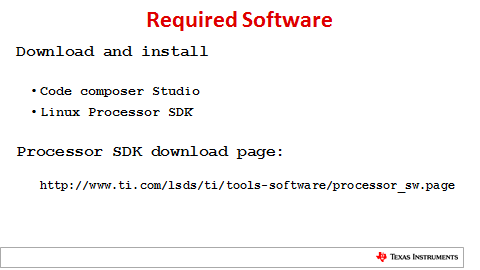 Required Software
Download and install
• Code composer Studio
• Linux Processor SDK
Processor SDK download page:
http://www.ti.com/lsds/ti/tools-software/processor_sw.page
TEXAS INSTRUMENTS